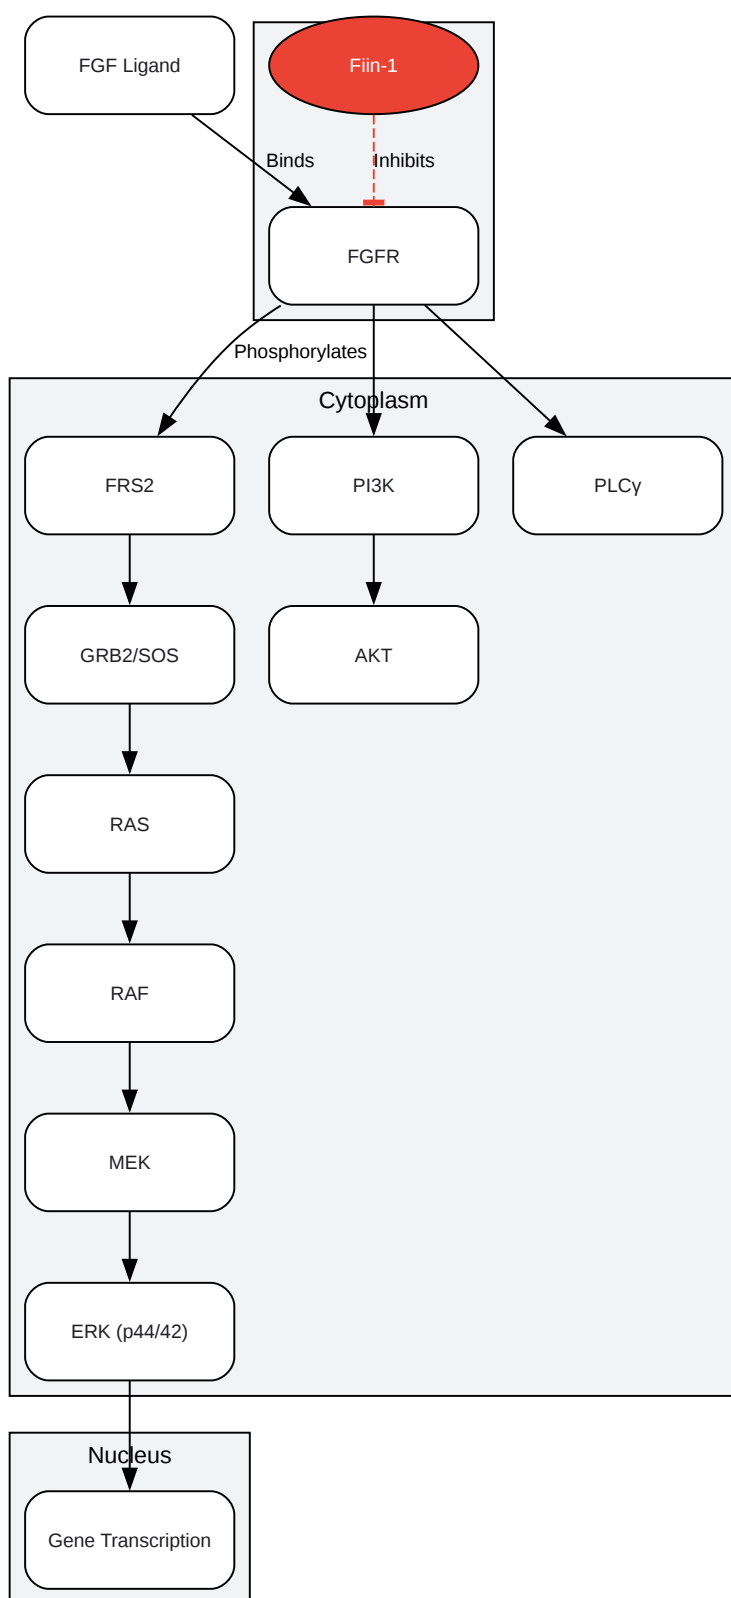 FGF Ligand
Fiin-1
Binds
Inhibits
FGFR
Phosphorylates
Cytoplasm
FRS2
PI3K
PLCγ
GRB2/SOS
AKT
RAS
RAF
MEK
ERK (p44/42)
Nucleus
Gene Transcription